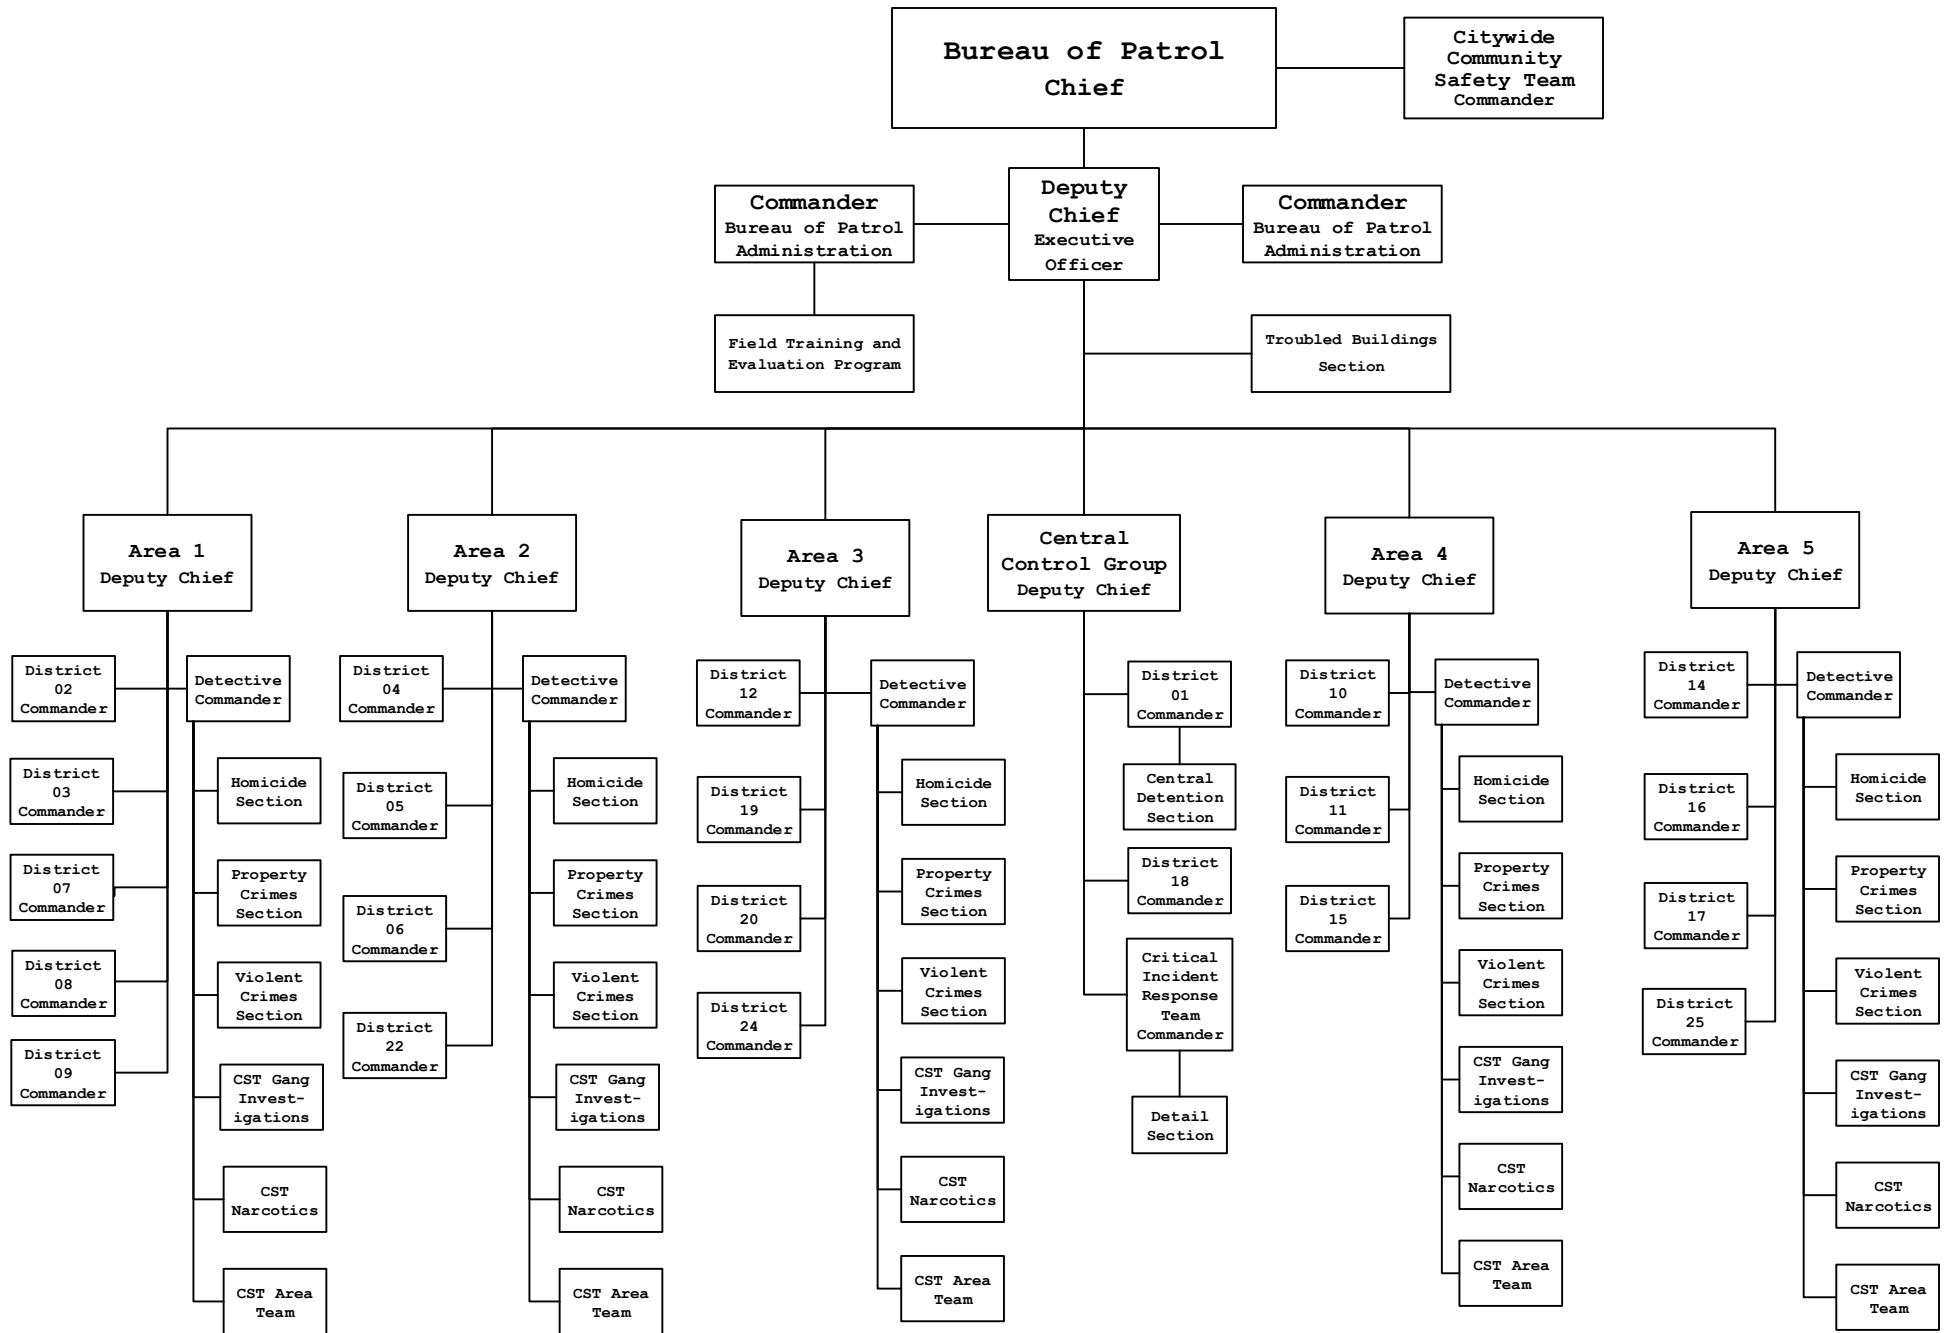 Bureau of Patrol
Chief
Citywide
Community
Safety Team
Commander
Commander
Bureau of Patrol
Administration
Deputy
Chief
Executive
Officer
Commander
Bureau of Patrol
Administration
Field Training and
Evaluation Program
Troubled Buildings
Section
Area 1
Deputy Chief
District
02
Commander
District
03
Commander
District
07
Commander
District
08
Commander
District
09
Commander
Detective
Commander
Homicide
Section
Property
Crimes
Section
Violent
Crimes
Section
CST Gang
Invest-
igations
CST
Narcotics
CST Area
Team
Area 2
Deputy Chief
District
04
Commander
District
05
Commander
District
06
Commander
District
22
Commander
Detective
Commander
Homicide
Section
Property
Crimes
Section
Violent
Crimes
Section
CST Gang
Invest-
igations
CST
Narcotics
CST Area
Team
Area 3
Deputy Chief
District
12
Commander
District
19
Commander
District
20
Commander
District
24
Commander
Detective
Commander
Homicide
Section
Property
Crimes
Section
Violent
Crimes
Section
CST Gang
Invest-
igations
CST
Narcotics
CST Area
Team
Central
Control Group
Deputy Chief
District
01
Commander
Central
Detention
Section
District
18
Commander
Critical
Incident
Response
Team
Commander
Detail
Section
Area 4
Deputy Chief
District
10
Commander
District
11
Commander
District
15
Commander
Detective
Commander
Homicide
Section
Property
Crimes
Section
Violent
Crimes
Section
CST Gang
Invest-
igations
CST
Narcotics
CST Area
Team
Area 5
Deputy Chief
District
14
Commander
District
16
Commander
District
17
Commander
District
25
Commander
Detective
Commander
Homicide
Section
Property
Crimes
Section
Violent
Crimes
Section
CST Gang
Invest-
igations
CST
Narcotics
CST Area
Team